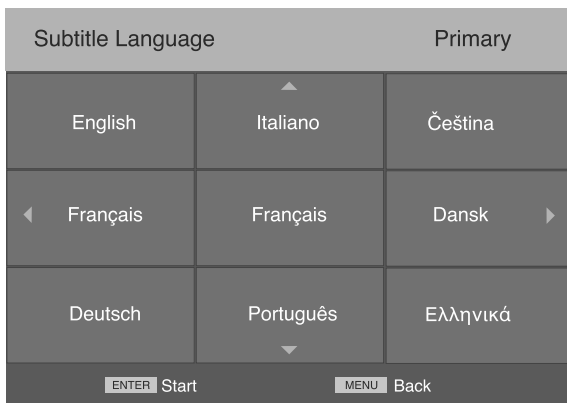 Subtitle Language Primary
English Italiano Čeština
Français Français Dansk
Deutsch Português Ελληνικά
ENTER Start MENU Back